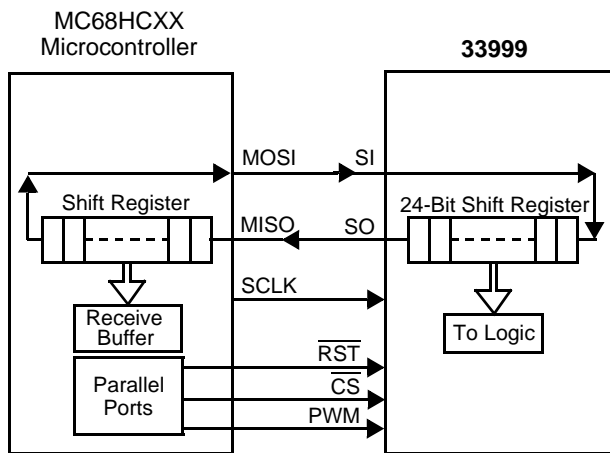 MC68HCXX
Microcontroller
33999
MOSI
SI
Shift Register
24-Bit Shift Register
MISO
SO
SCLK
Receive
Buffer
To Logic
RST
Parallel
Ports
CS
PWM